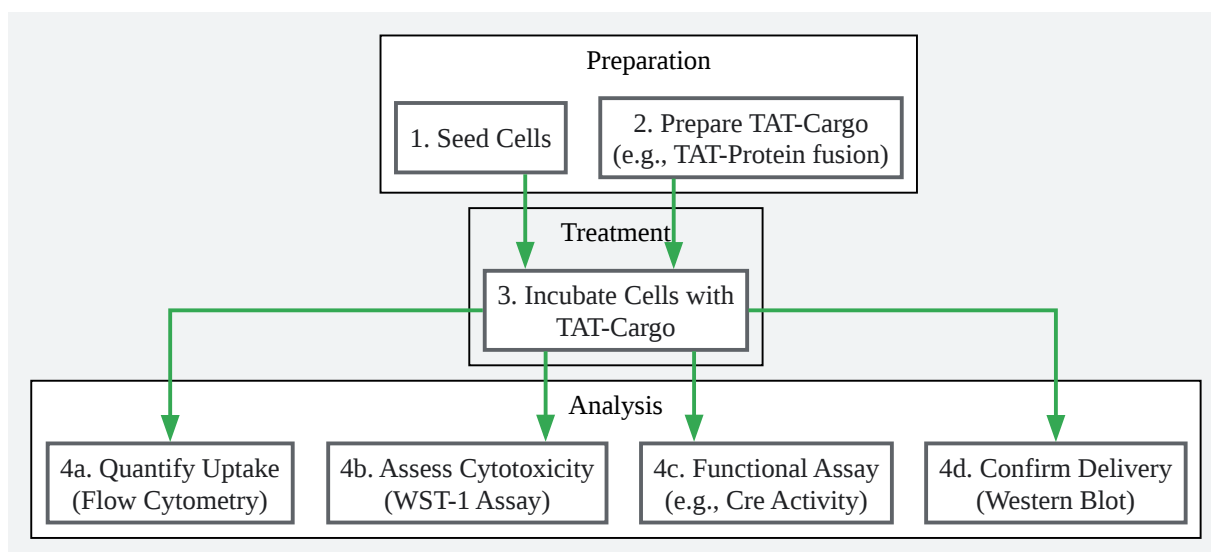 Preparation
1. Seed Cells
2. Prepare TAT-Cargo
(e.g., TAT-Protein fusion)
Treatment
3. Incubate Cells with
TAT-Cargo
Analysis
4a. Quantify Uptake
(Flow Cytometry)
4b. Assess Cytotoxicity
(WST-1 Assay)
4c. Functional Assay
(e.g., Cre Activity)
4d. Confirm Delivery
(Western Blot)